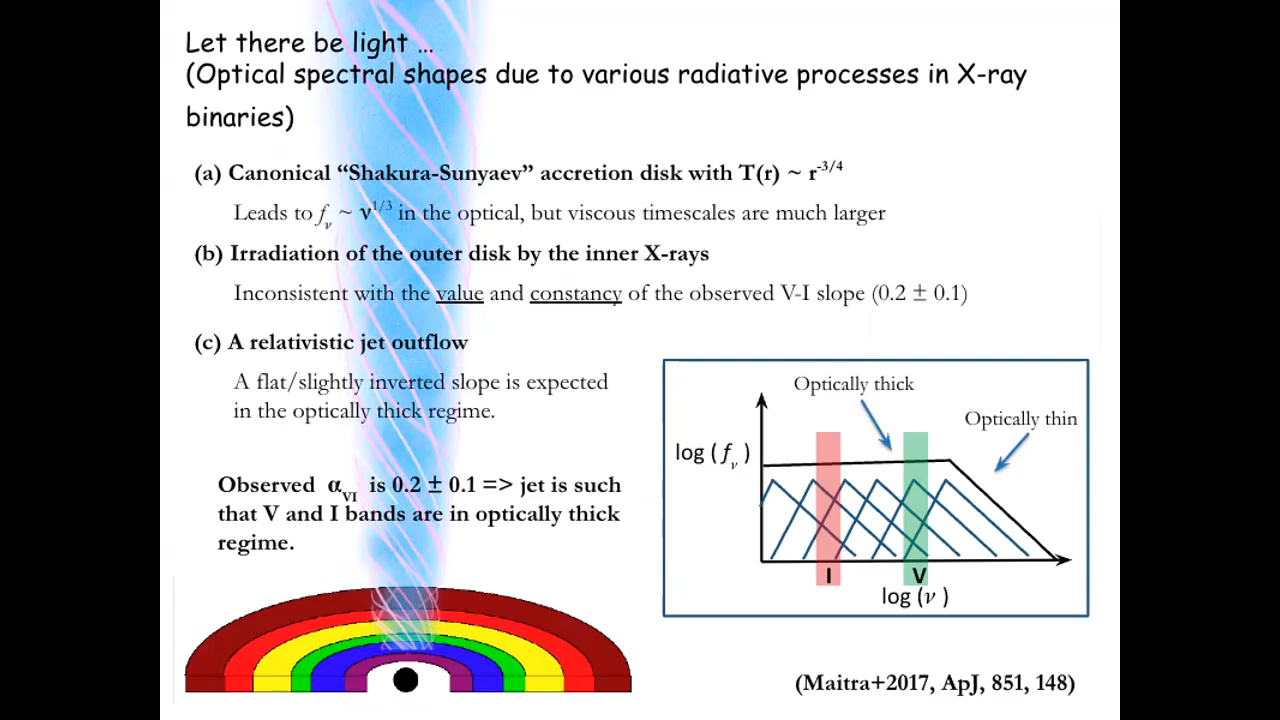 Let there be light …
(Optical spectral shapes due to various radiative processes in X-ray
binaries)
(a) Canonical “Shakura-Sunyaev” accretion disk with T(r) ~ r-3/4
Leads to fν ~ ν1/3 in the optical, but viscous timescales are much larger
(b) Irradiation of the outer disk by the inner X-rays
Inconsistent with the value and constancy of the observed V-I slope (0.2 ± 0.1)
(c) A relativistic jet outflow
A flat/slightly inverted slope is expected
in the optically thick regime.
Observed αVI is 0.2 ± 0.1 => jet is such
that V and I bands are in optically thick
regime.
Optically thick
Optically thin
log ( fν )
I
V
log (ν )
(Maitra+2017, ApJ, 851, 148)